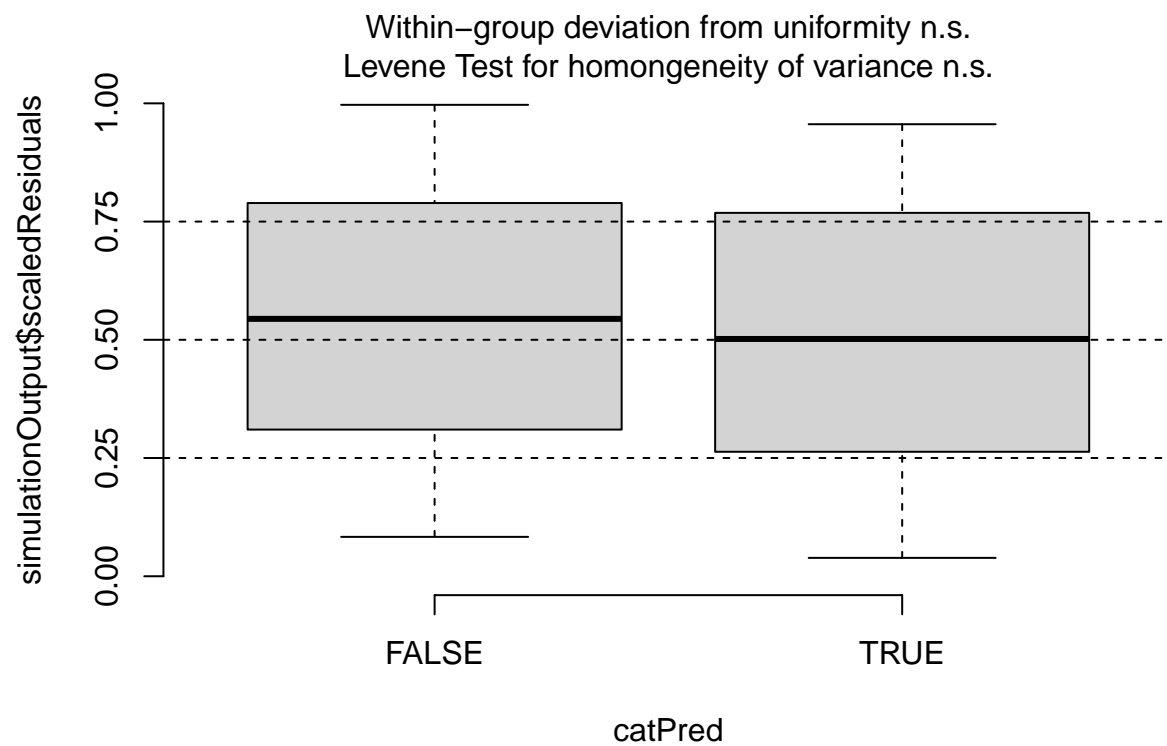 Within−group deviation from uniformity n.s.
Levene Test for homongeneity of variance n.s.
simulationOutput$scaledResiduals
1.00
0.75
0.50
0.25
0.00
FALSE
TRUE
catPred